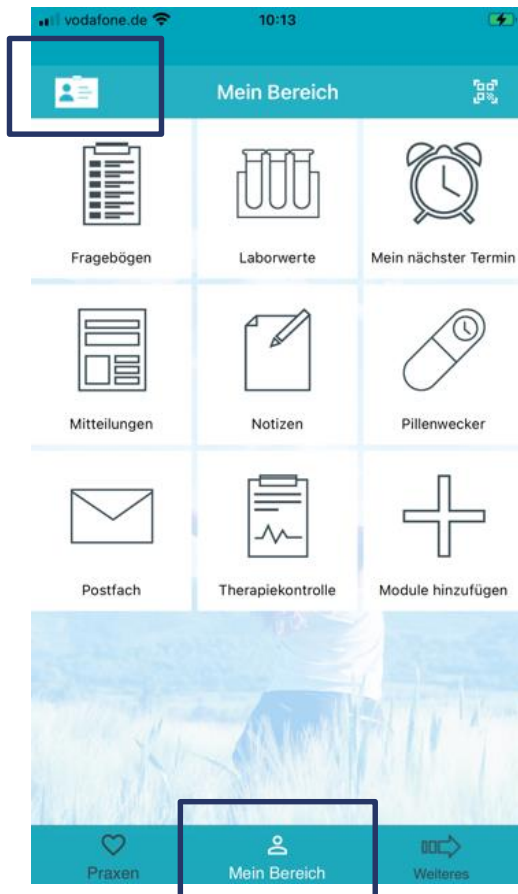 vodafone.de 10:13
Mein Bereich
Fragebögen Laborwerte Mein nächster Termin
Mitteilungen Notizen Pillenwecker
Postfach Therapiekontrolle Module hinzufügen
Praxen Mein Bereich Weiteres